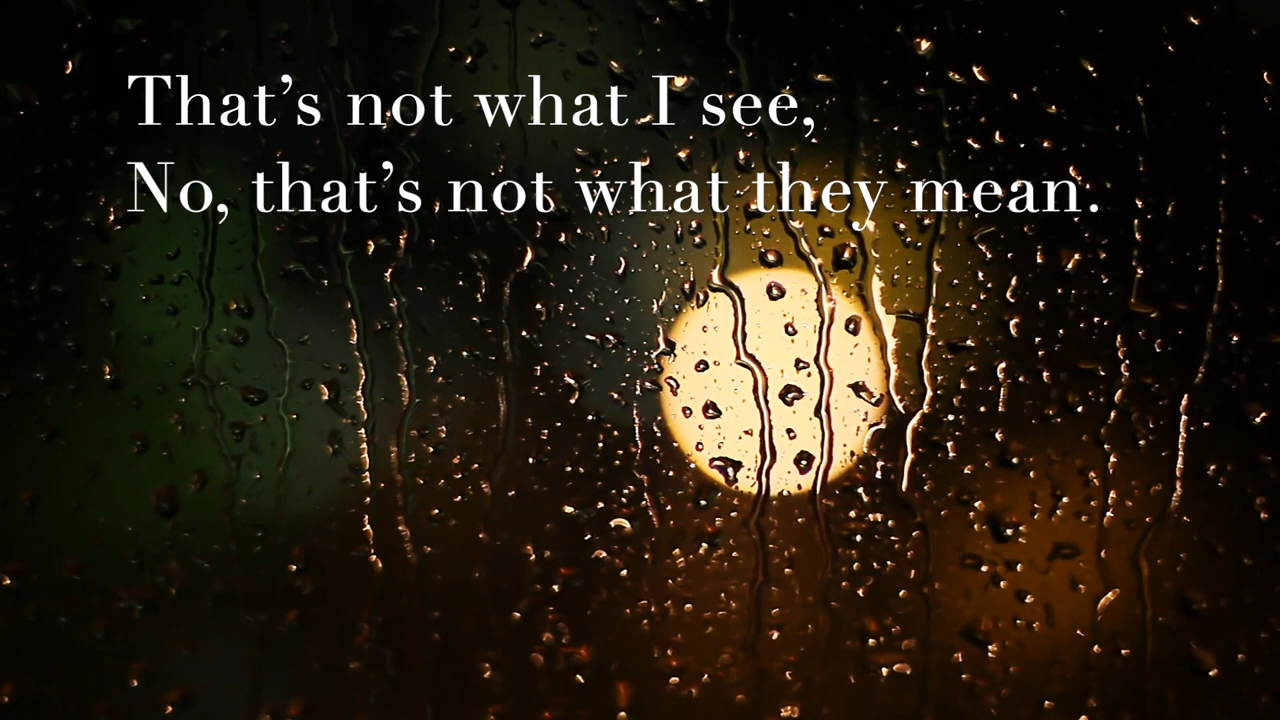 That’s not what I see,
No, that’s not what they mean.